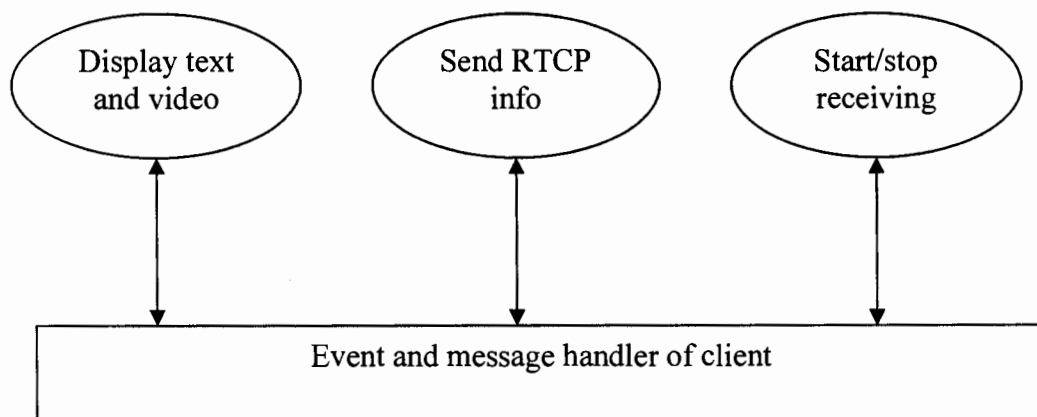 Display text
and video
Send RTCP
info
Start/stop
receiving
Event and message handler of client